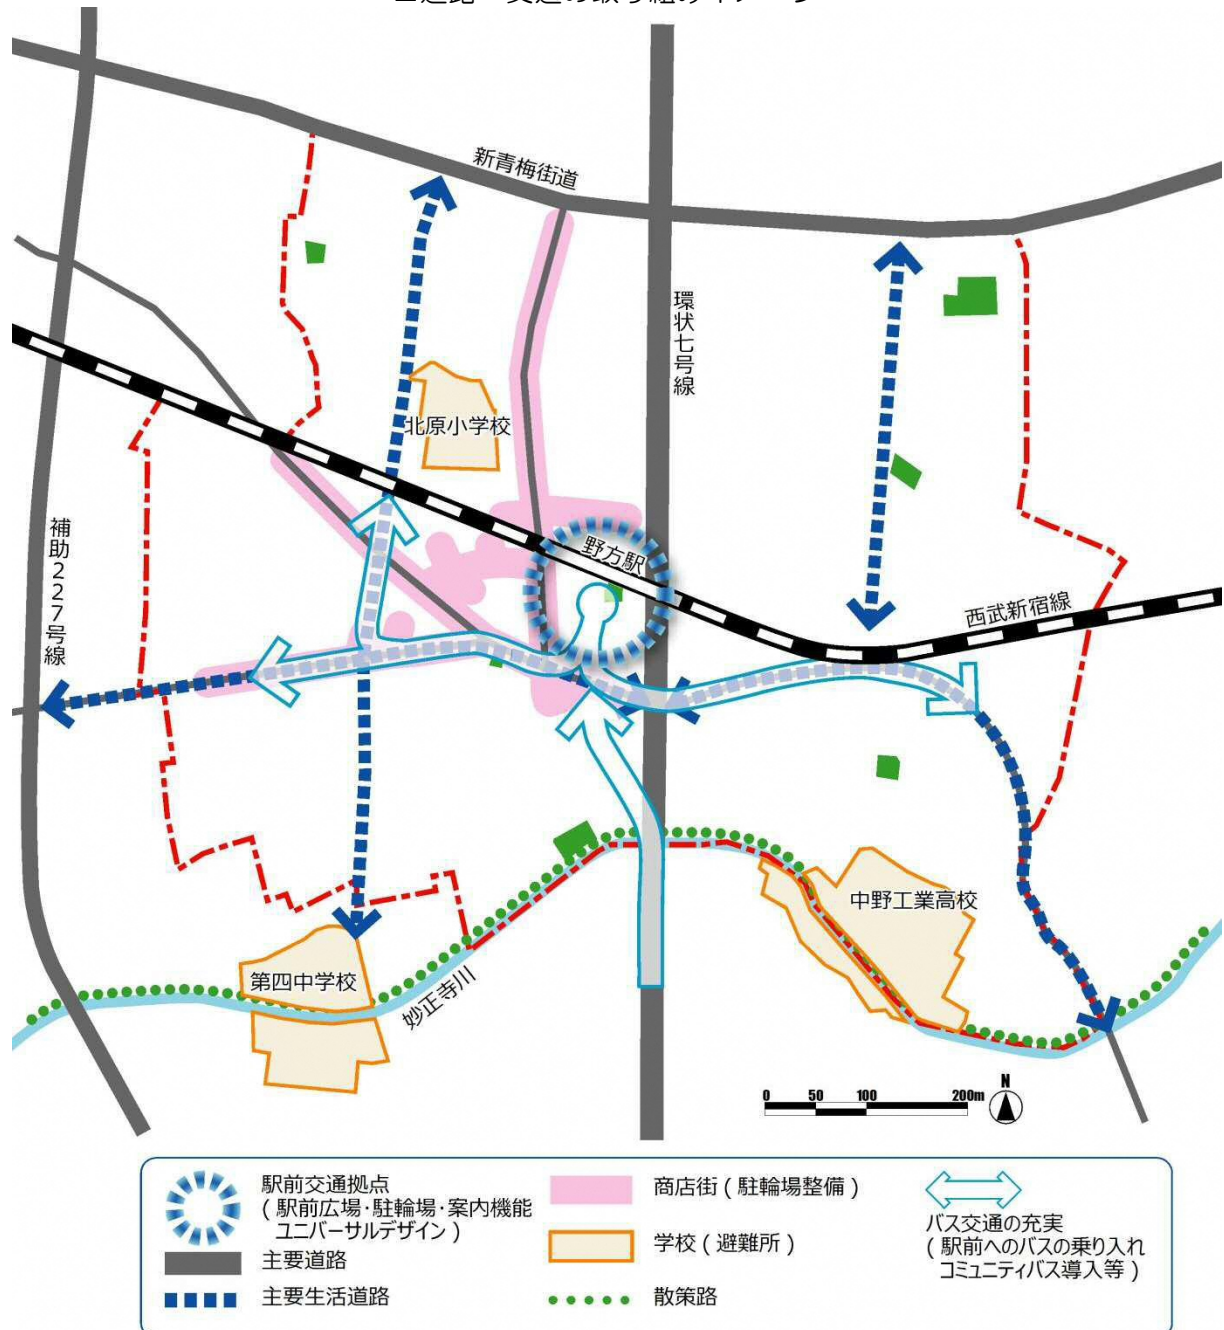 新青梅街道
環状七号線
北原小学校
野方駅
補助227号線
西武新宿線
中野工業高校
第四中学校
妙正寺川
0 50 100 200m
N
駅前交通拠点
(駅前広場・駐輪場・案内機能
ユニバーサルデザイン)
主要道路
主要生活道路
商店街(駐輪場整備)
学校(避難所)
散策路
バス交通の充実
(駅前へのバスの乗り入れ
コミュニティバス導入等)